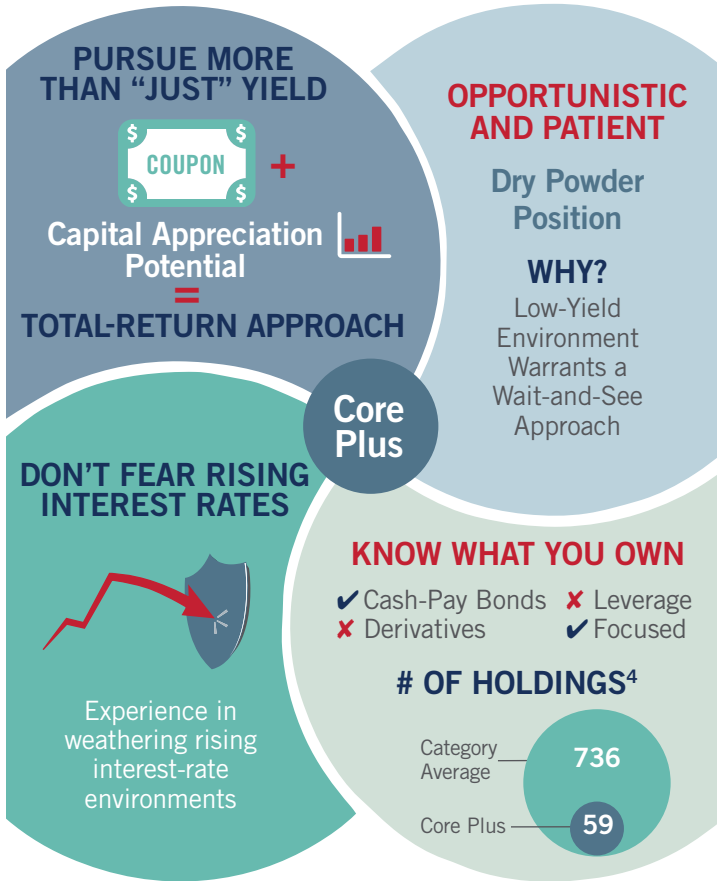 PURSUE MORE
THAN “JUST” YIELD
$ $
COUPON +
$ $
Capital Appreciation
Potential
=
TOTAL-RETURN APPROACH
OPPORTUNISTIC
AND PATIENT
Dry Powder
Position
WHY?
Low-Yield
Environment
Warrants a
Wait-and-See
Approach
Core
Plus
DON’T FEAR RISING
INTEREST RATES
Experience in
weathering rising
interest-rate
environments
KNOW WHAT YOU OWN
✔ Cash-Pay Bonds ✘ Leverage
✘ Derivatives ✔ Focused
# OF HOLDINGS⁴
Category
Average
736
Core Plus
59